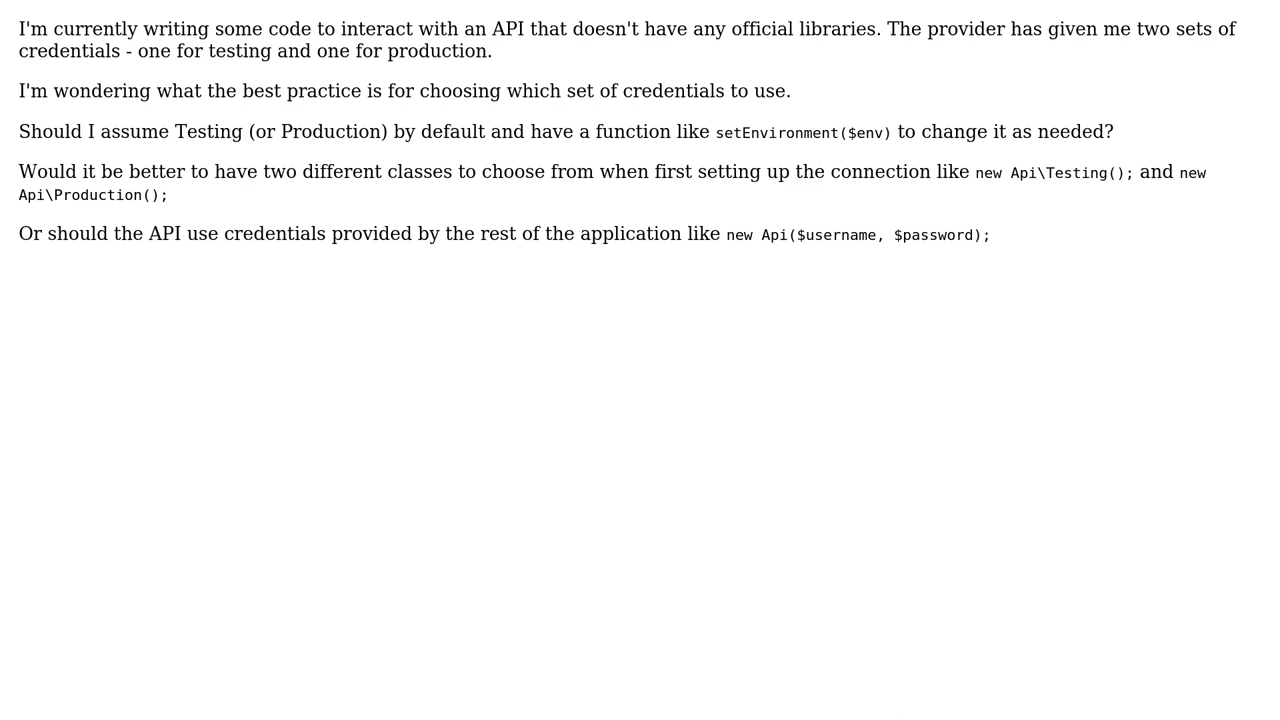 I'm currently writing some code to interact with an API that doesn't have any official libraries. The provider has given me two sets of
credentials - one for testing and one for production.
I'm wondering what the best practice is for choosing which set of credentials to use.
Should I assume Testing (or Production) by default and have a function like setEnvironment($env) to change it as needed?
Would it be better to have two different classes to choose from when first setting up the connection like new Api\Testing(); and new
Api\Production();
Or should the API use credentials provided by the rest of the application like new Api($username, $password);